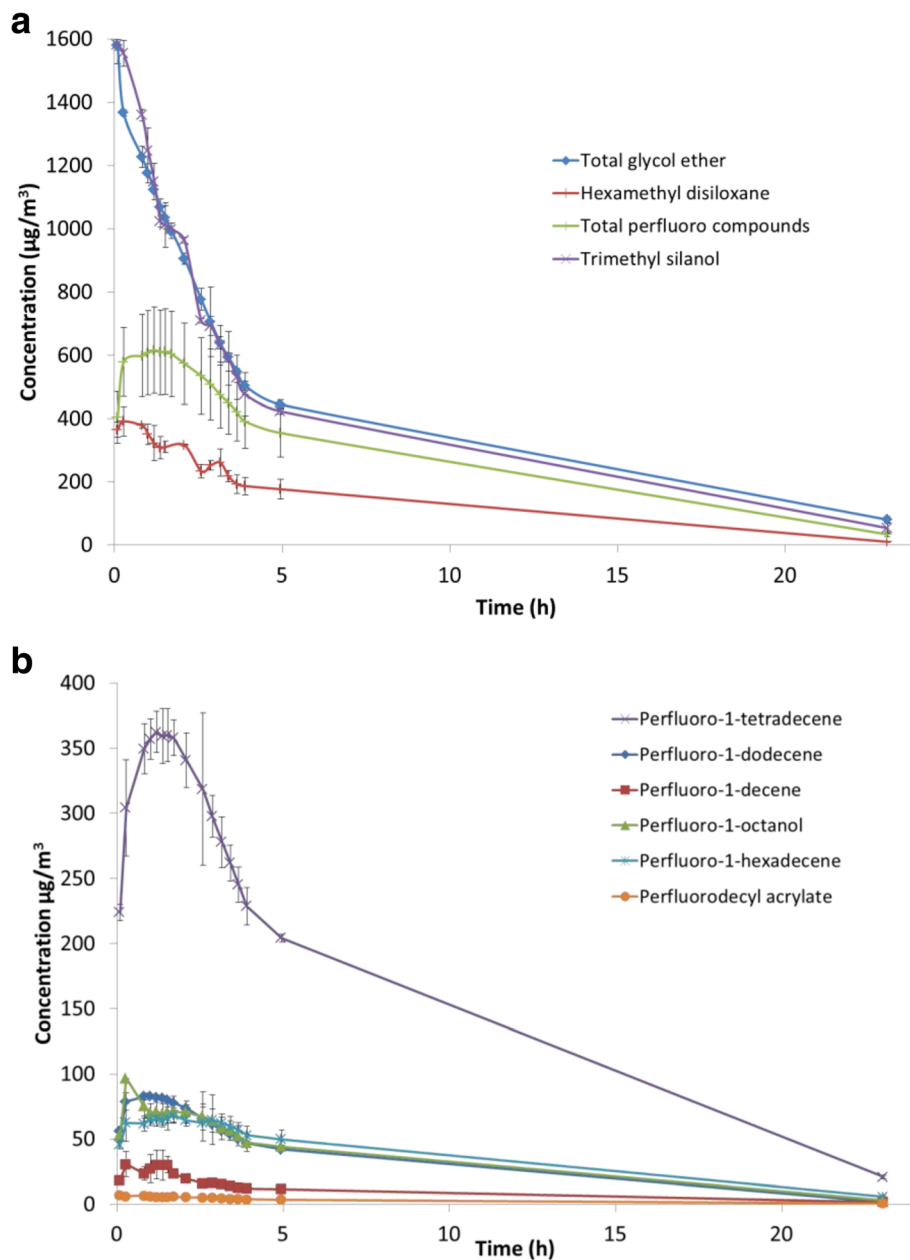 a
1600
1400
1200
1000
800
600
400
200
0
Concentration (µg/m³)
0 5 10 15 20
Time (h)
Total glycol ether
Hexamethyl disiloxane
Total perfluoro compounds
Trimethyl silanol
b
400
350
300
250
200
150
100
50
0
Concentration µg/m³
0 5 10 15 20
Time (h)
Perfluoro-1-tetradecene
Perfluoro-1-dodecene
Perfluoro-1-decene
Perfluoro-1-octanol
Perfluoro-1-hexadecene
Perfluorodecyl acrylate